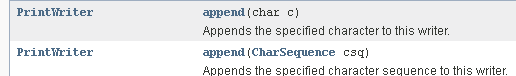 PrintWriter append(char c)
Appends the specified character to this writer.
PrintWriter append(CharSequence csq)
Appends the specified character sequence to this writer.